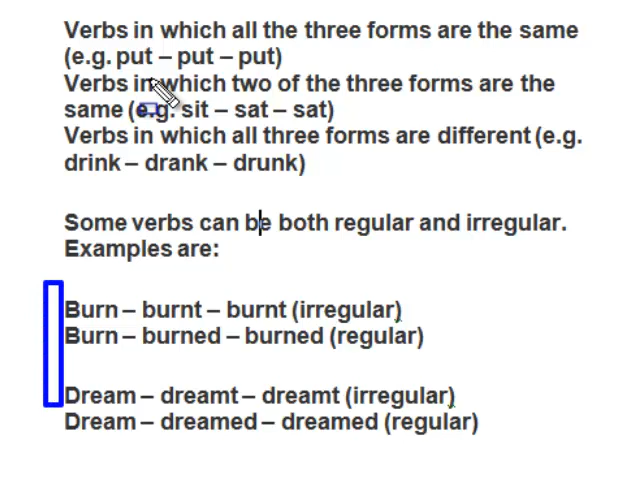 Verbs in which all the three forms are the same
(e.g. put – put – put)
Verbs in which two of the three forms are the
same (e.g. sit – sat – sat)
Verbs in which all three forms are different (e.g.
drink – drank – drunk)
Some verbs can be both regular and irregular.
Examples are:
Burn – burnt – burnt (irregular)
Burn – burned – burned (regular)
Dream – dreamt – dreamt (irregular)
Dream – dreamed – dreamed (regular)